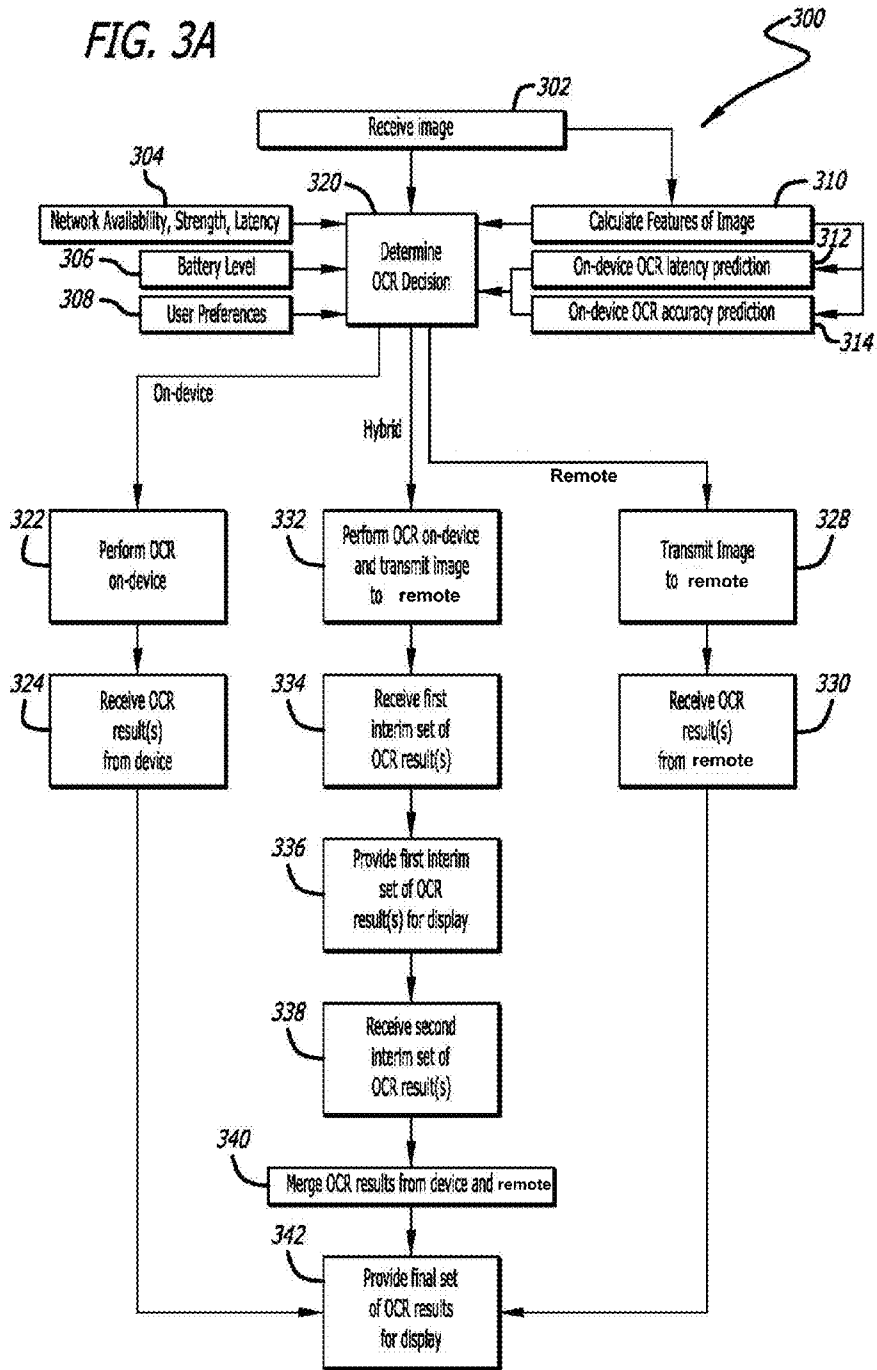 FIG. 3A
300
302
Receive image
304
320
310
Network Availability, Strength, Latency
Determine
OCR Decision
Calculate Features of Image
312
306
Battery Level
On-device OCR latency prediction
308
User Preferences
On-device OCR accuracy prediction
314
On-device
Hybrid
Remote
322
Perform OCR
on-device
332
Perform OCR on-device
and transmit image
to remote
328
Transmit Image
to remote
324
Receive OCR
result(s)
from device
334
Receive first
interim set of
OCR result(s)
330
Receive OCR
result(s)
from remote
336
Provide first interim
set of OCR
result(s) for display
338
Receive second
interim set of
OCR result(s)
340
Merge OCR results from device and remote
342
Provide final set
of OCR results
for display